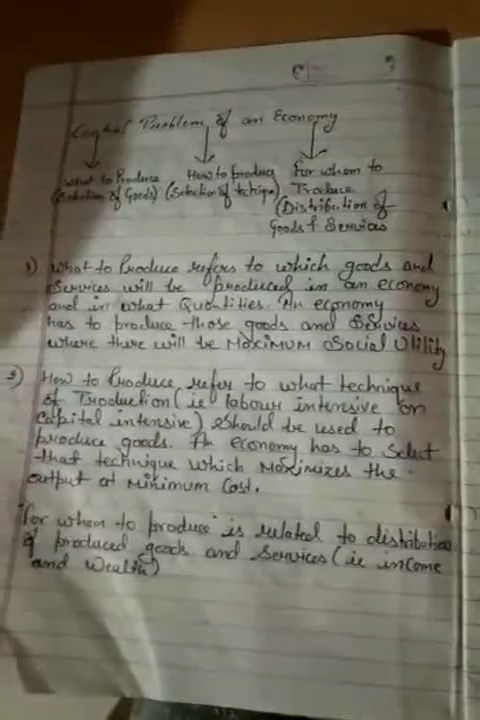 Central Problem of an Economy
What to Produce How to produce For whom to
(Selection of Goods) (Selection of technique) Produce
(Distribution of
Goods & Services
1) What to Produce refers to which goods and
Services will be produced in an economy
and in what Quantities. An economy
has to produce those goods and Services
where there will be Maximum Social Utility
2) How to Produce refer to what technique
of Production (ie labour intensive or
capital intensive) should be used to
produce goods. An economy has to select
that technique which Maximizes the
output at Minimum Cost.
"For whom to produce" is related to distribution
of produced goods and services (ie income
and wealth)